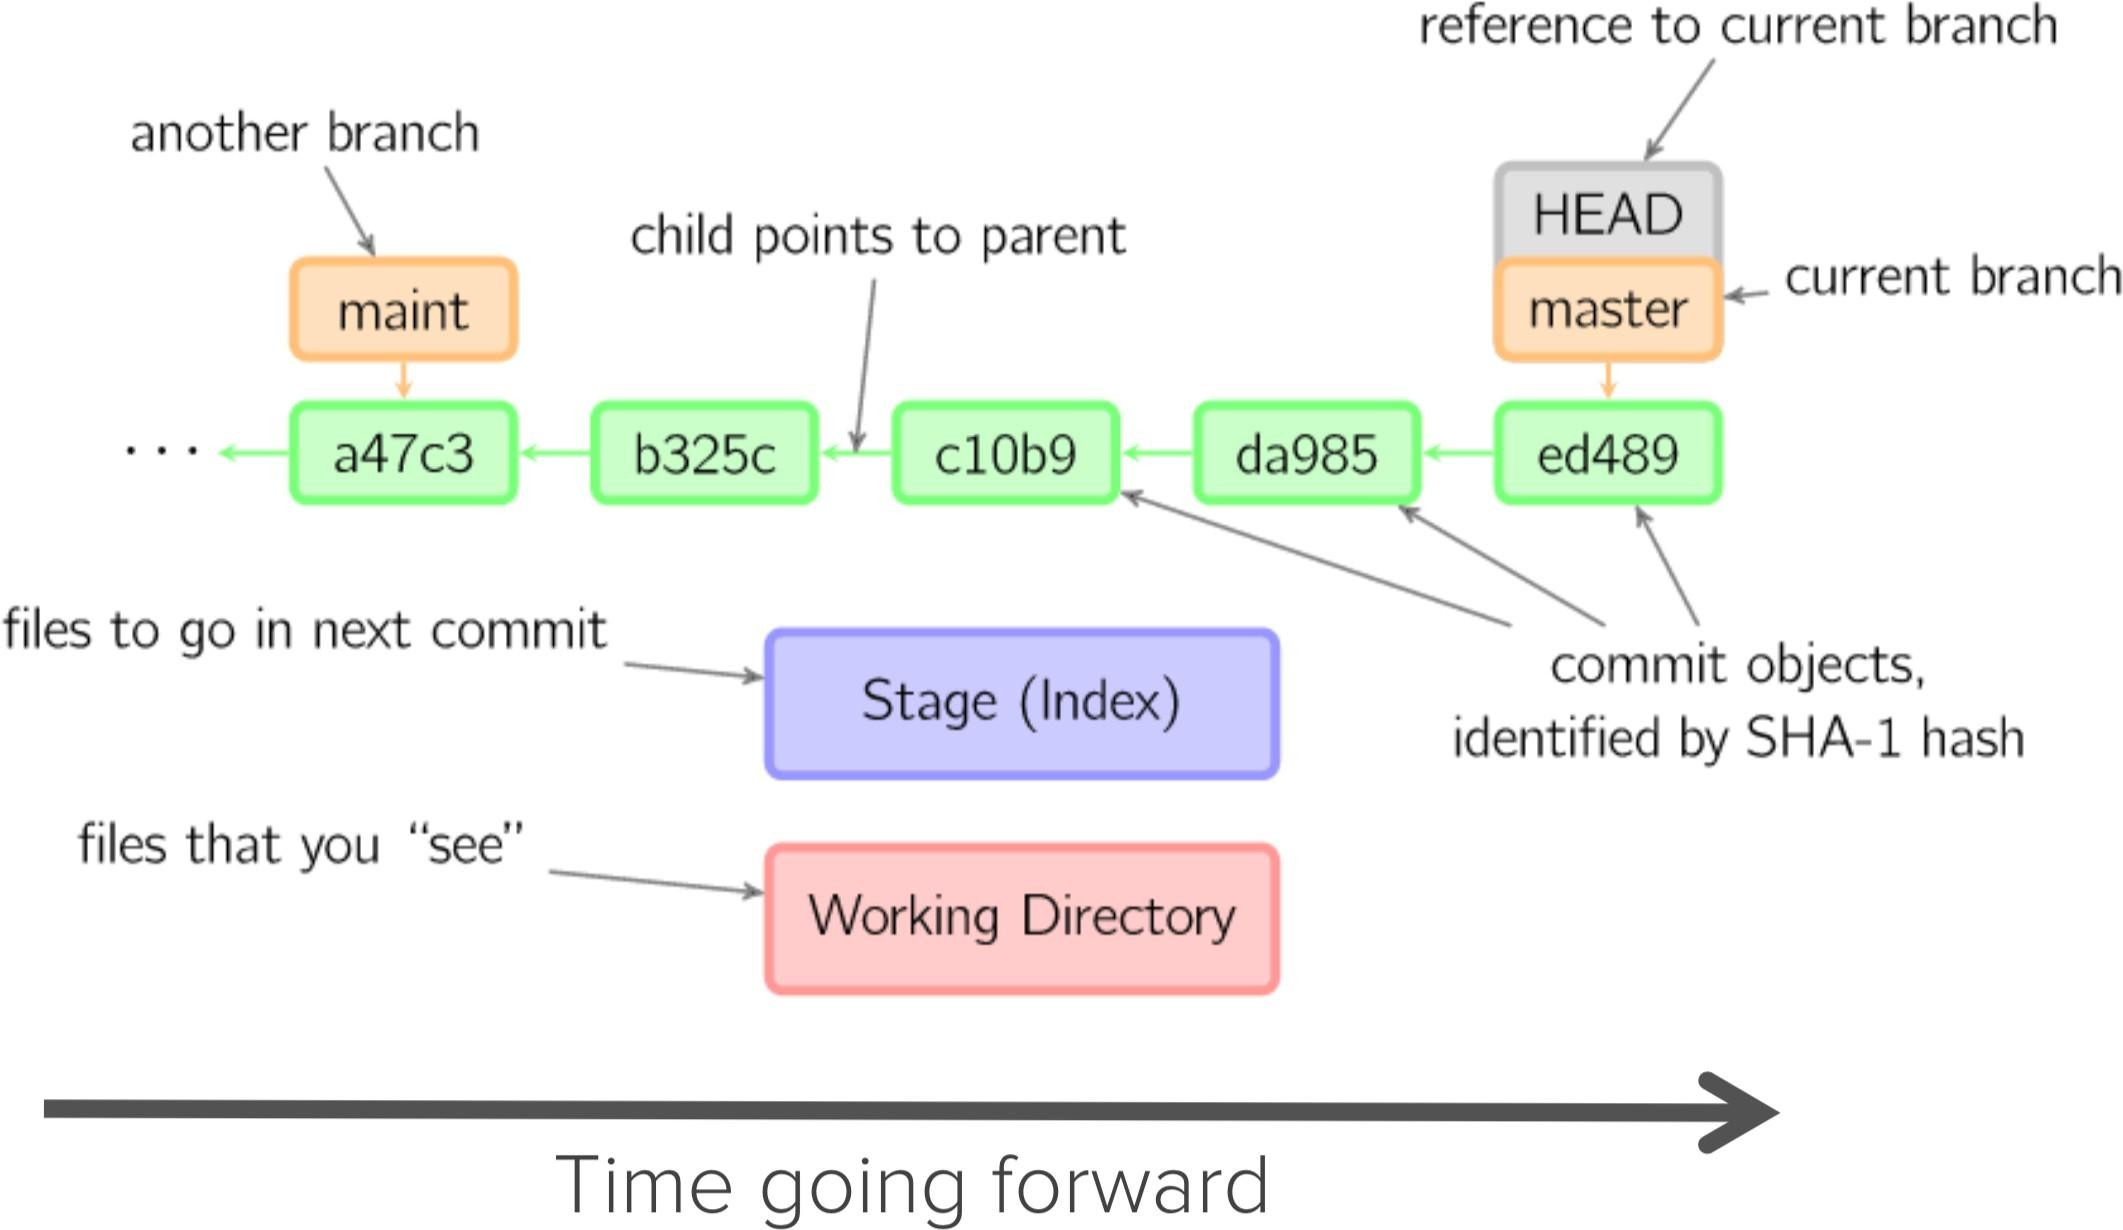 reference to current branch
another branch
HEAD
child points to parent
current branch
maint
master
...
a47c3
b325c
c10b9
da985
ed489
files to go in next commit
Stage (Index)
commit objects,
identified by SHA-1 hash
files that you “see”
Working Directory
Time going forward